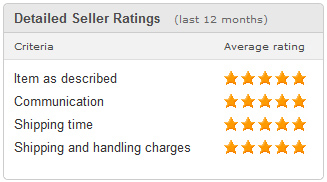 Detailed Seller Ratings (last 12 months)
Criteria Average rating
Item as described
Communication
Shipping time
Shipping and handling charges